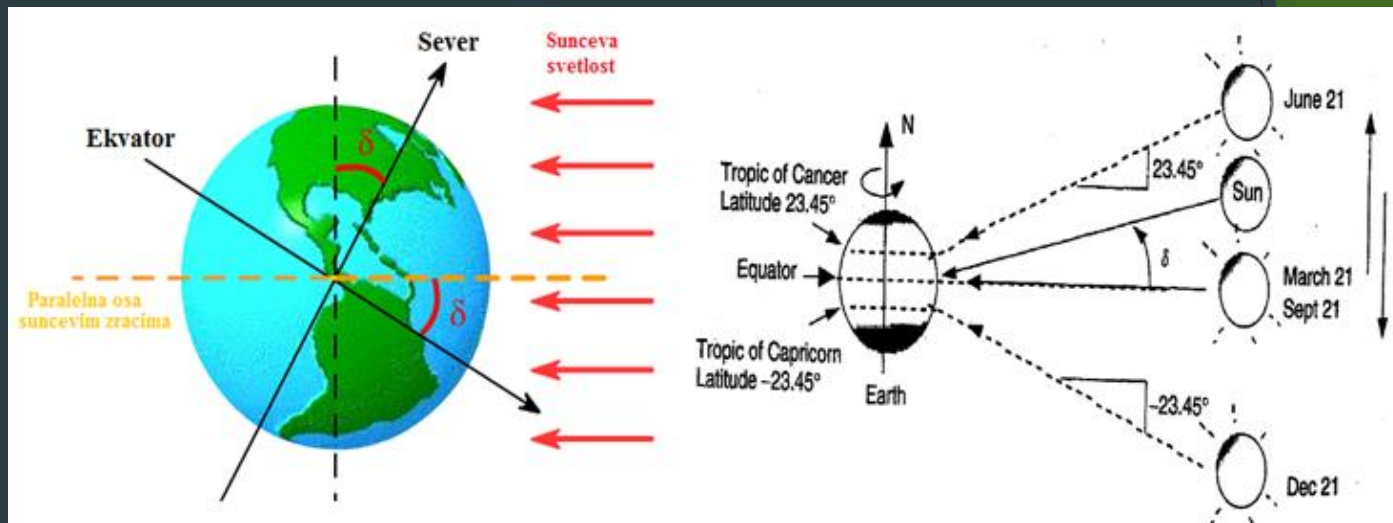 Sever
Sunceva
svetlost
Ekvator
δ
δ
Paralelna osa
suncevim zracima
N
June 21
Tropic of Cancer
Latitude 23.45°
23.45°
Sun
Equator
δ
March 21
Sept 21
Tropic of Capricorn
Latitude –23.45°
Earth
–23.45°
Dec 21